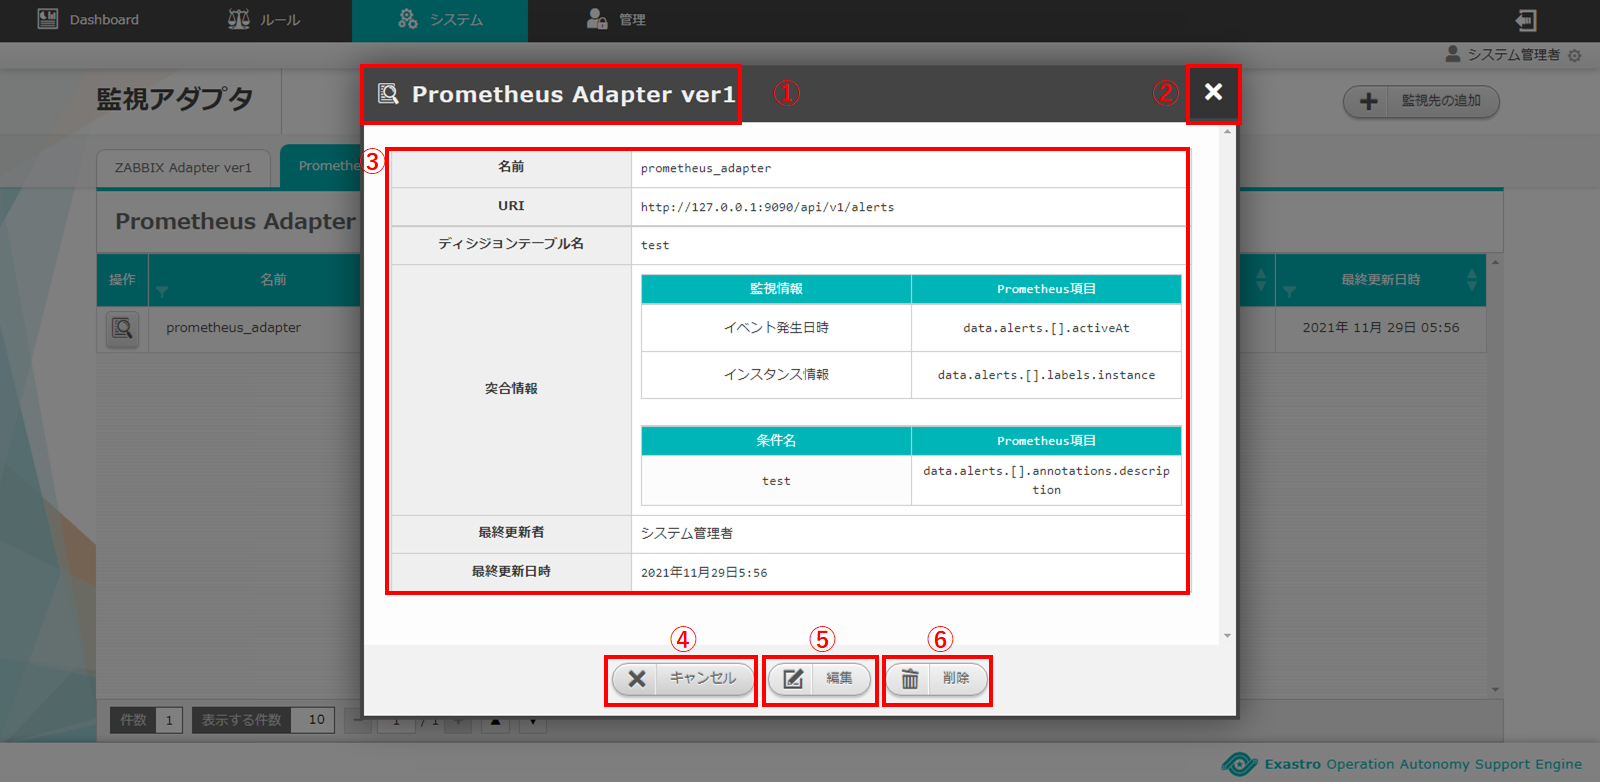 Dashboard
ルール
システム
管理
システム管理者
監視アダプタ
監視先の追加
ZABBIX Adapter ver1
Promethe
Prometheus Adapter
操作
名前
最終更新日時
prometheus_adapter
2021年 11月 29日 05:56
Prometheus Adapter ver1
①
②
③
名前
prometheus_adapter
URI
http://127.0.0.1:9090/api/v1/alerts
ディシジョンテーブル名
test
突合情報
監視情報
Prometheus項目
イベント発生日時
data.alerts.[].activeAt
インスタンス情報
data.alerts.[].labels.instance
条件名
Prometheus項目
test
data.alerts.[].annotations.descrip
tion
最終更新者
システム管理者
最終更新日時
2021年11月29日5:56
④
⑤
⑥
キャンセル
編集
削除
件数 1
表示する件数 10
1 / 1
Exastro Operation Autonomy Support Engine